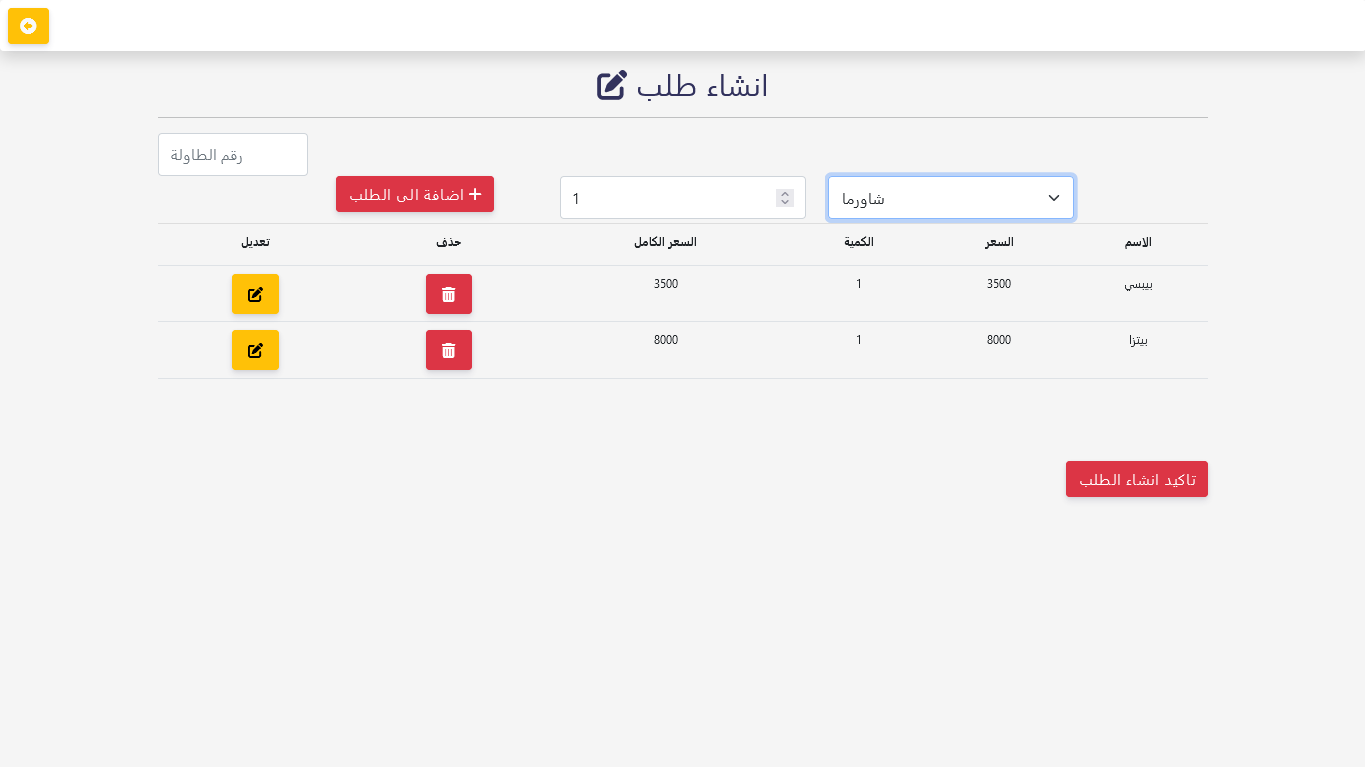 انشاء طلب
رقم الطاولة
شاورما
1
اضافة الى الطلب
الاسم السعر الكمية السعر الكامل حذف تعديل
بيبسي 3500 1 3500
بيتزا 8000 1 8000
تاكيد انشاء الطلب